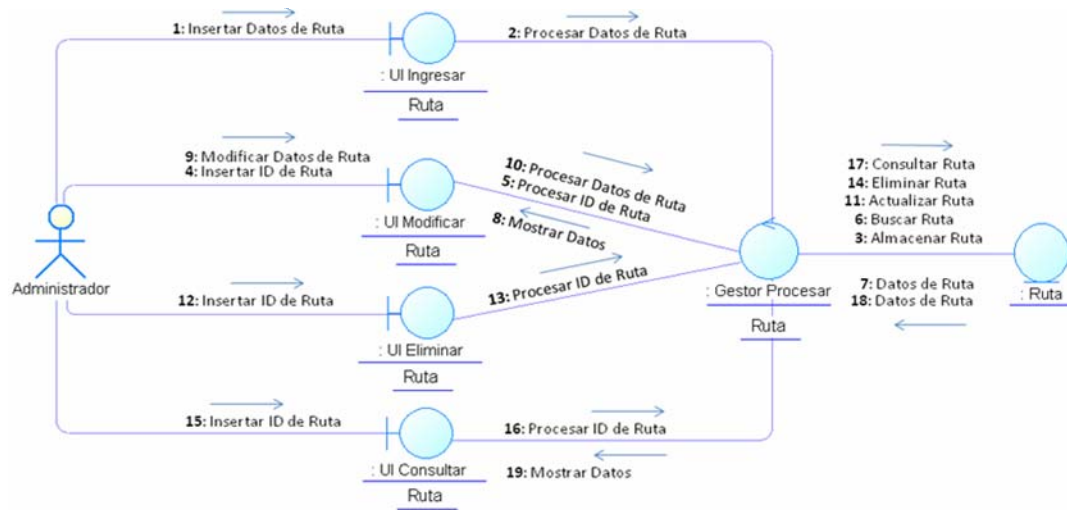 1: Insertar Datos de Ruta
2: Procesar Datos de Ruta
: UI Ingresar
Ruta
9: Modificar Datos de Ruta
4: Insertar ID de Ruta
10: Procesar Datos de Ruta
5: Procesar ID de Ruta
8: Mostrar Datos
: UI Modificar
Ruta
17: Consultar Ruta
14: Eliminar Ruta
11: Actualizar Ruta
6: Buscar Ruta
3: Almacenar Ruta
Administrador
12: Insertar ID de Ruta
13: Procesar ID de Ruta
: Gestor Procesar
Ruta
7: Datos de Ruta
18: Datos de Ruta
: Ruta
: UI Eliminar
Ruta
15: Insertar ID de Ruta
16: Procesar ID de Ruta
19: Mostrar Datos
: UI Consultar
Ruta